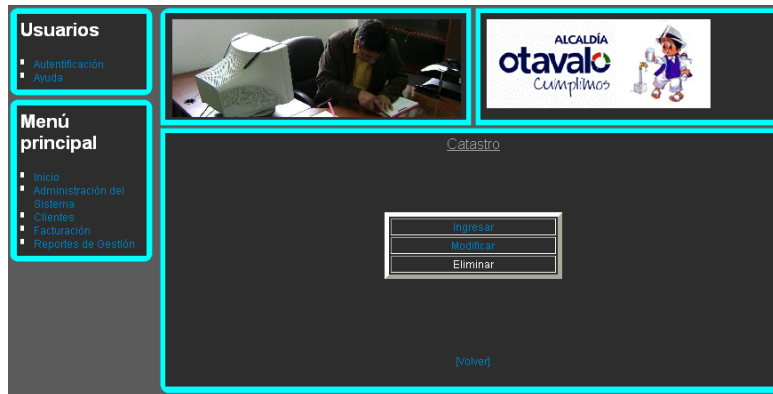 Usuarios
Autentificación
Ayuda
Menú
principal
Inicio
Administración del
Sistema
Clientes
Facturación
Reportes de Gestión
ALCALDÍA
otavalo
Cumplimos
Catastro
Ingresar
Modificar
Eliminar
[Volver]